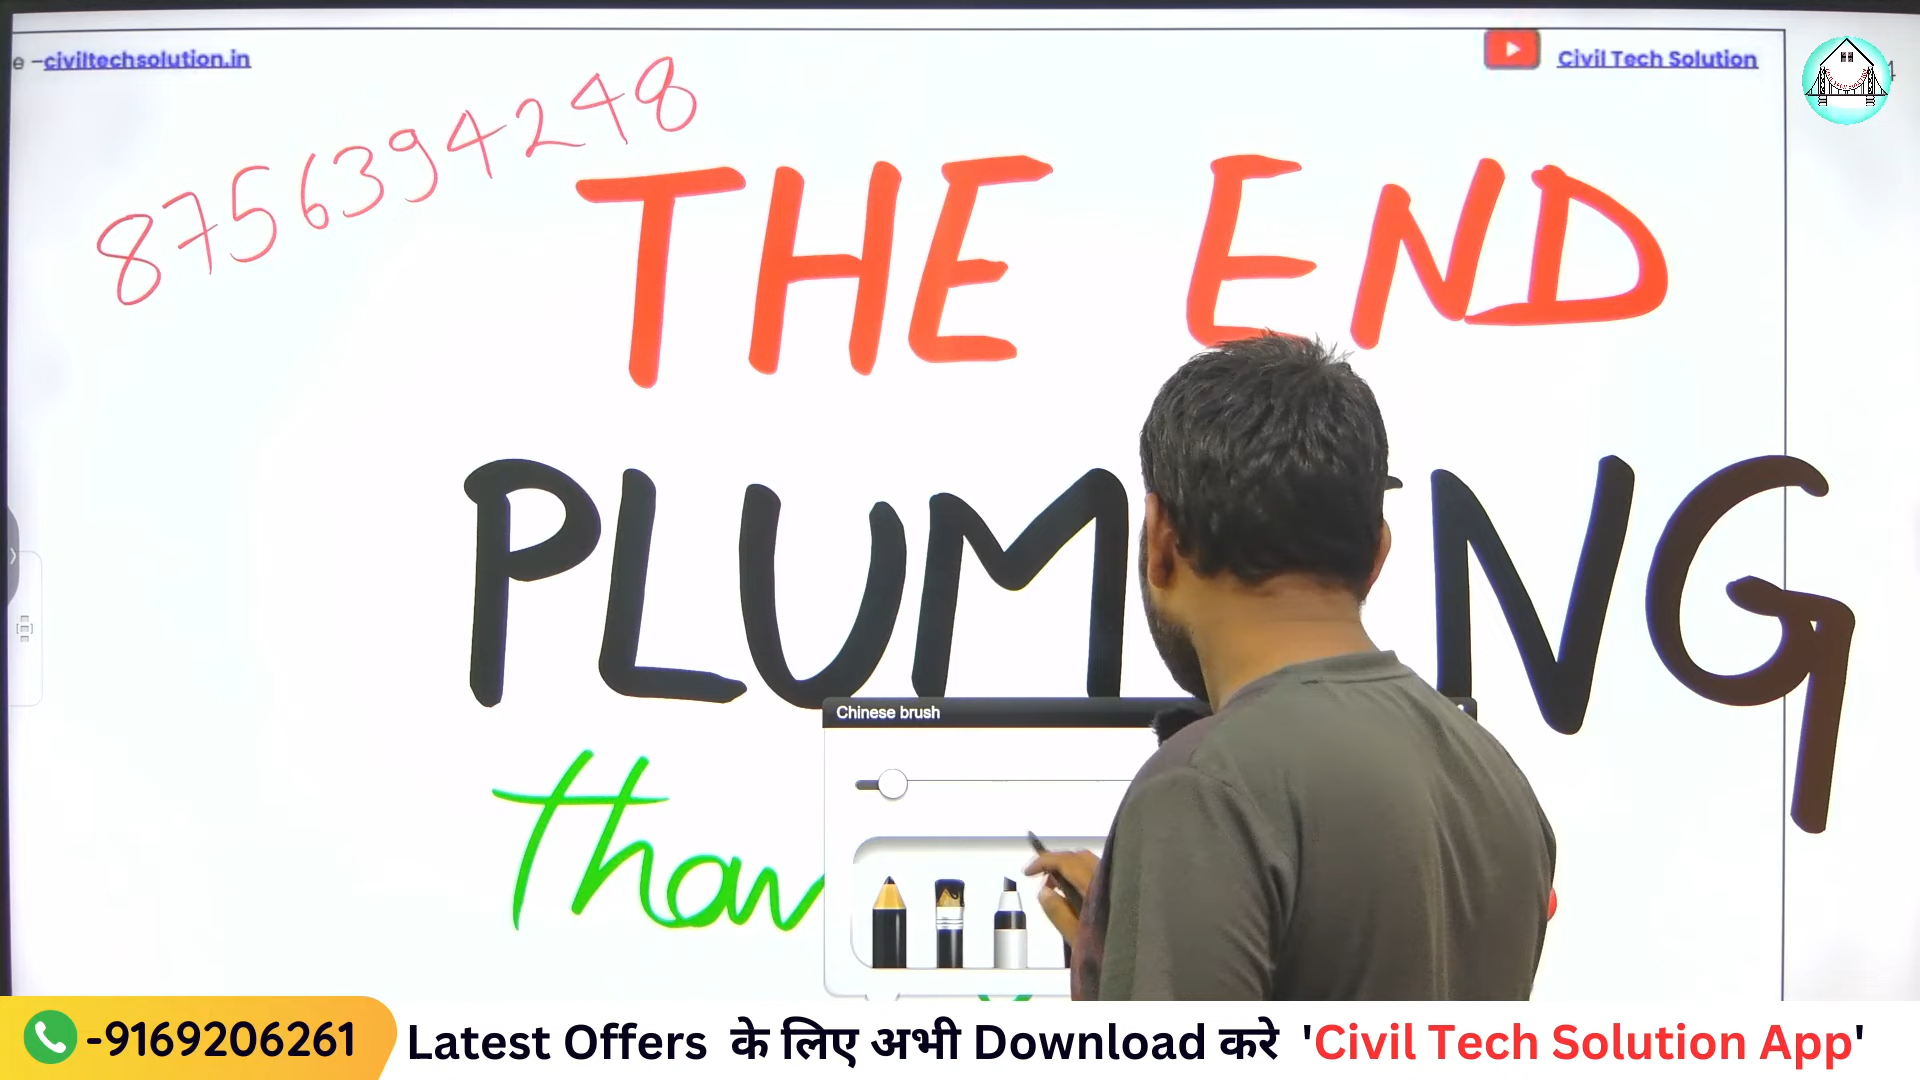 e -civiltechsolution.in
Civil Tech Solution
8756394248
THE END
PLUM NG
Chinese brush
-9169206261
Latest Offers के लिए अभी Download करे 'Civil Tech Solution App'